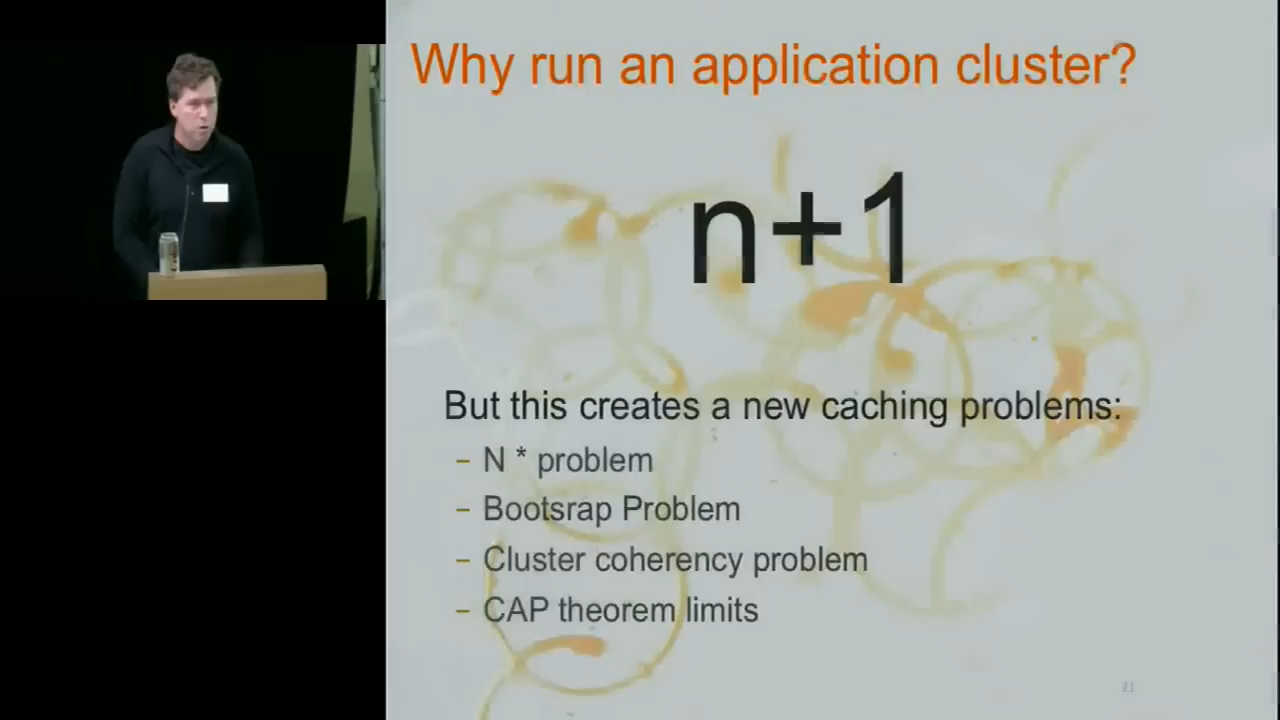 Why run an application cluster?
n+1
But this creates a new caching problems:
– N * problem
– Bootsrap Problem
– Cluster coherency problem
– CAP theorem limits
21